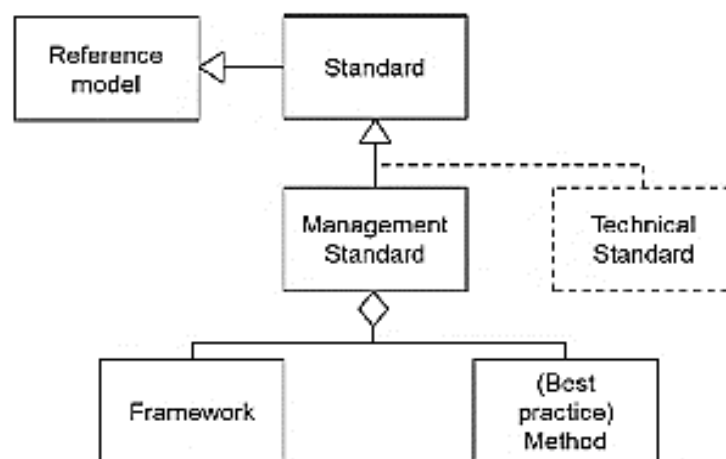 Reference
model
Standard
Management
Standard
Technical
Standard
Framework
(Best
practice)
Method